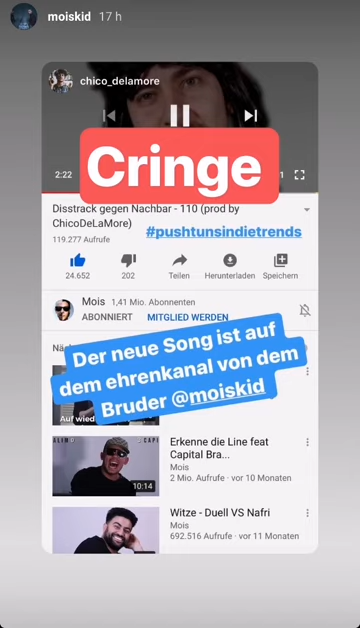 moiskid 17 h
chico_delamore
2:22
Cringe
Disstrack gegen Nachbar - 110 (prod by
ChicoDeLaMore)
119.277 Aufrufe
#pushtunsindietrends
24.652 202 Teilen Herunterladen Speichern
Mois 1,41 Mio. Abonnenten
ABONNIERT MITGLIED WERDEN
Der neue Song ist auf
dem ehrenkanal von dem
Bruder @moiskid
Auf wied
Erkenne die Line feat
Capital Bra...
Mois
2 Mio. Aufrufe · vor 10 Monaten
10:14
Witze - Duell VS Nafri
Mois
692.516 Aufrufe · vor 11 Monaten